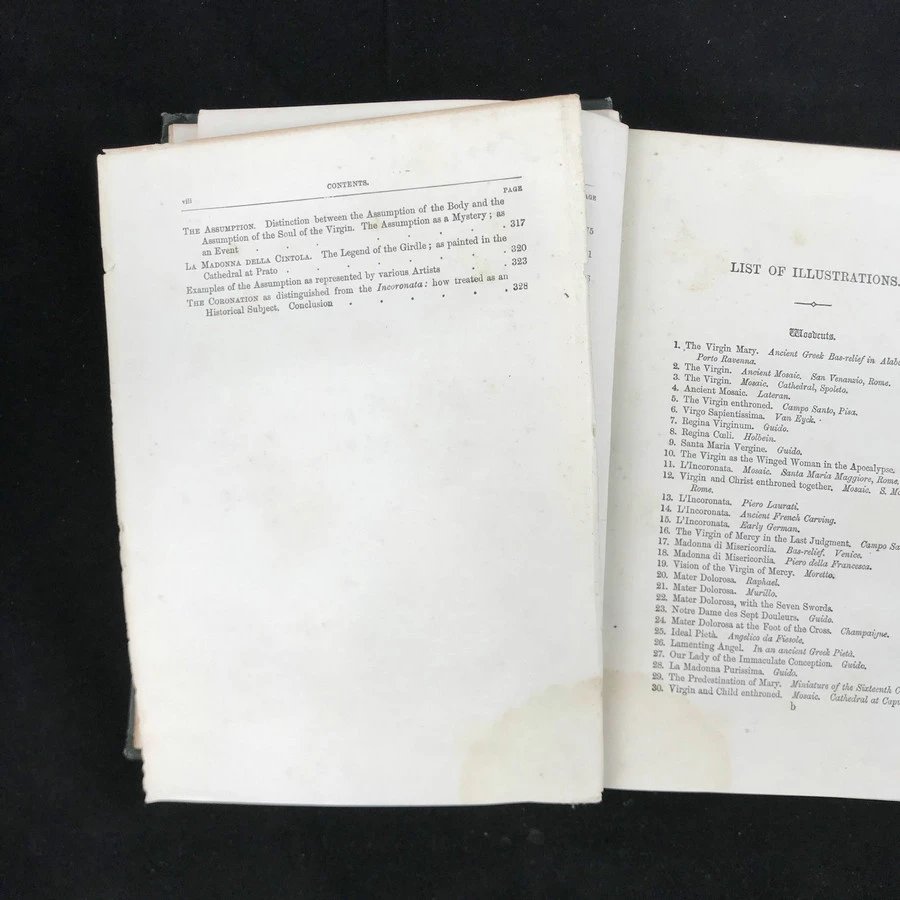 viii
CONTENTS.
PAGE
THE ASSUMPTION. Distinction between the Assumption of the Body and the
Assumption of the Soul of the Virgin. The Assumption as a Mystery; as
an Event . . . . . . . 317
LA MADONNA DELLA CINTOLA. The Legend of the Girdle; as painted in the
Cathedral at Prato . . . . . . 320
Examples of the Assumption as represented by various Artists . . 323
THE CORONATION as distinguished from the Incoronata: how treated as an
Historical Subject. Conclusion . . . . . 328
LIST OF ILLUSTRATIONS.
Woodcuts.
1. The Virgin Mary. Ancient Greek Bas-relief in
Porto Ravenna.
2. The Virgin. Ancient Mosaic. San Venanzio, Rome.
3. The Virgin. Mosaic. Cathedral, Spoleto.
4. Ancient Mosaic. Lateran.
5. The Virgin enthroned. Campo Santo, Pisa.
6. Virgo Sapientissima. Van Eyck.
7. Regina Virginum. Guido.
8. Regina Cœli. Holbein.
9. Santa Maria Vergine. Guido.
10. The Virgin as the Winged Woman in the Apocalypse.
11. L'Incoronata. Mosaic. Santa Maria Maggiore, Rome.
12. Virgin and Christ enthroned together. Mosaic. S.
Rome.
13. L'Incoronata. Piero Laurati.
14. L'Incoronata. Ancient French Carving.
15. L'Incoronata. Early German.
16. The Virgin of Mercy in the Last Judgment. Campo
17. Madonna di Misericordia. Bas-relief. Venice.
18. Madonna di Misericordia. Piero della Francesca.
19. Vision of the Virgin of Mercy. Moretto.
20. Mater Dolorosa. Raphael.
21. Mater Dolorosa. Murillo.
22. Mater Dolorosa, with the Seven Swords.
23. Notre Dame des Sept Douleurs. Guido.
24. Mater Dolorosa at the Foot of the Cross. Champaigne.
25. Ideal Pietà. Angelico da Fiesole.
26. Lamenting Angel. In an ancient Greek Pietà.
27. Our Lady of the Immaculate Conception. Guido.
28. La Madonna Purissima. Guido.
29. The Predestination of Mary. Miniature of the Sixteenth
30. Virgin and Child enthroned. Mosaic. Cathedral at
b